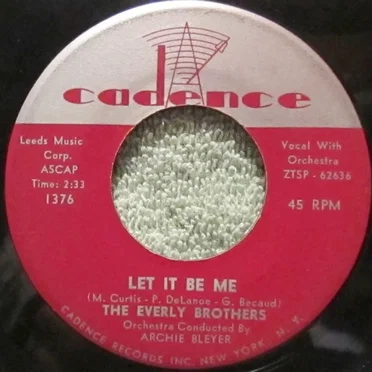 cadence
Leeds Music
Corp.
ASCAP
Time: 2:33
1376
Vocal With
Orchestra
ZTSP - 62636
45 RPM
LET IT BE ME
(M. Curtis - P. DeLanoe - G. Becaud)
THE EVERLY BROTHERS
Orchestra Conducted By
ARCHIE BLEYER
CADENCE RECORDS INC. NEW YORK, N. Y.